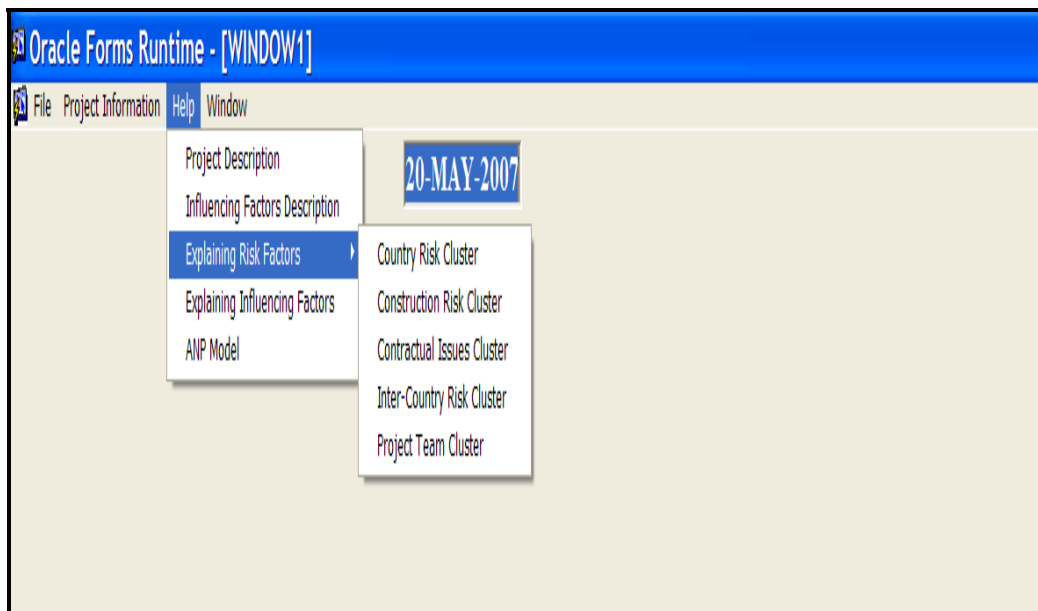 Oracle Forms Runtime - [WINDOW1]
File Project Information Help Window
Project Description
20-MAY-2007
Influencing Factors Description
Explaining Risk Factors
Explaining Influencing Factors
ANP Model
Country Risk Cluster
Construction Risk Cluster
Contractual Issues Cluster
Inter-Country Risk Cluster
Project Team Cluster